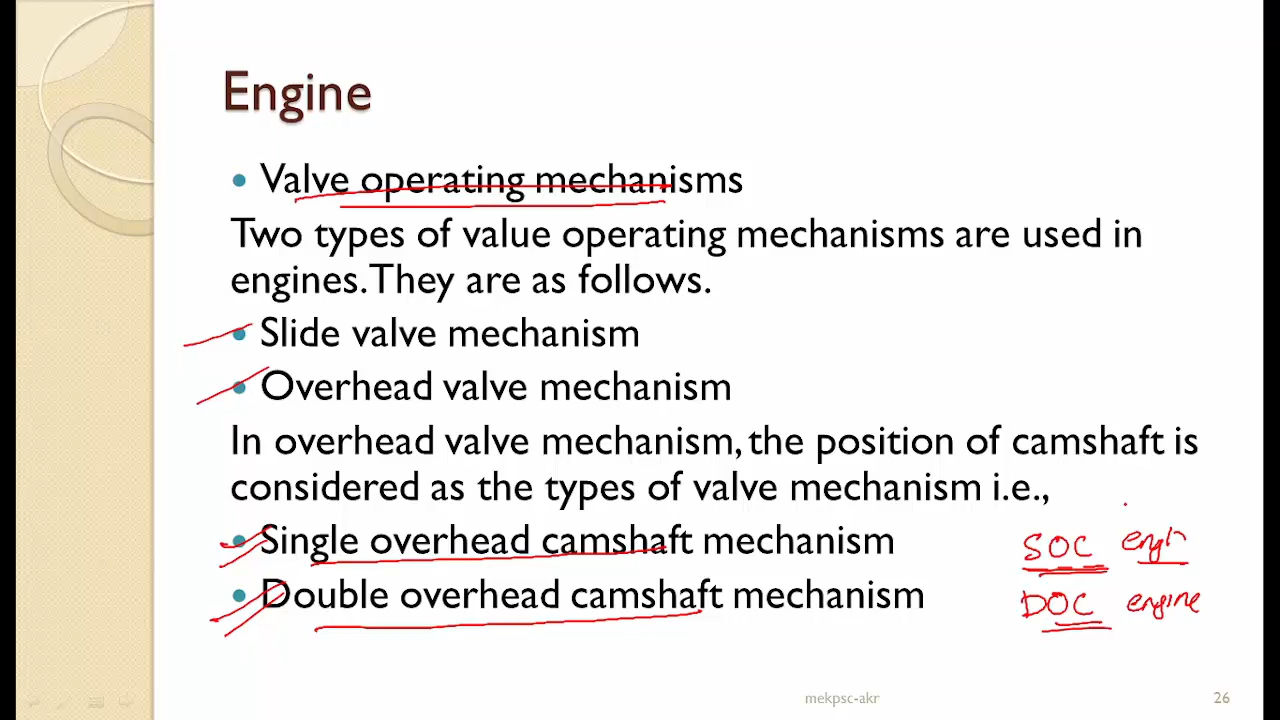 Engine
• Valve operating mechanisms
Two types of value operating mechanisms are used in
engines. They are as follows.
• Slide valve mechanism
• Overhead valve mechanism
In overhead valve mechanism, the position of camshaft is
considered as the types of valve mechanism i.e.,
• Single overhead camshaft mechanism
SOC
• Double overhead camshaft mechanism
DOC engine
mekpsc-akr
26